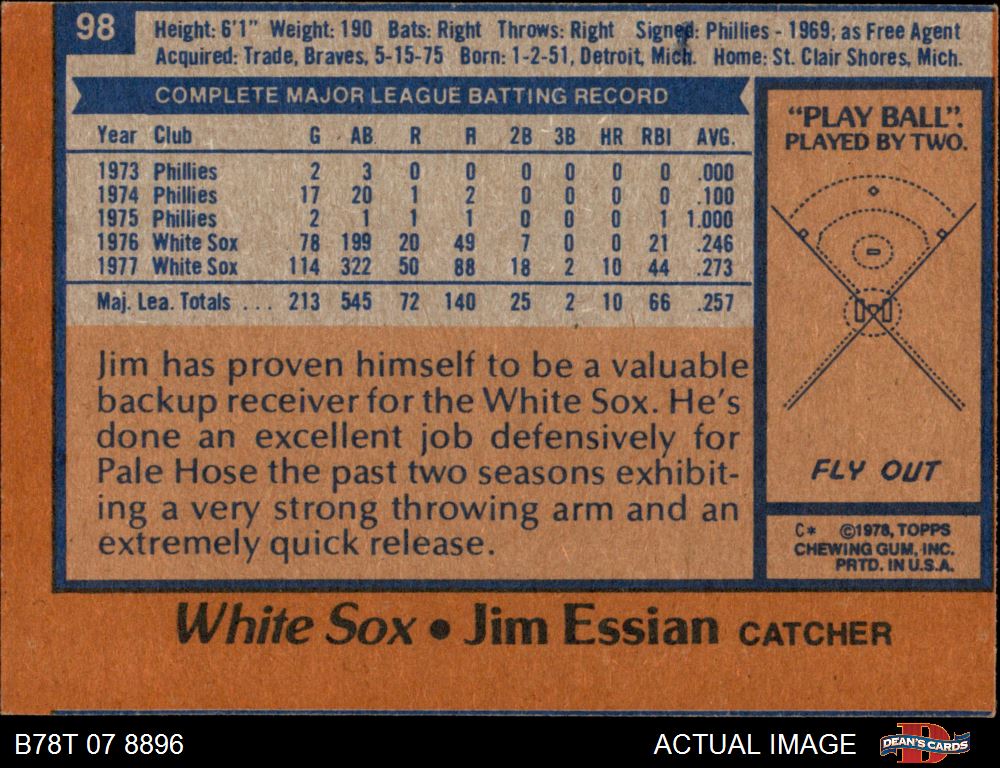 98
Height: 6'1" Weight: 190 Bats: Right Throws: Right Signed: Phillies - 1969, as Free Agent
Acquired: Trade, Braves, 5-15-75 Born: 1-2-51, Detroit, Mich. Home: St. Clair Shores, Mich.
COMPLETE MAJOR LEAGUE BATTING RECORD
Year Club G AB R H 2B 3B HR RBI AVG.
1973 Phillies 2 3 0 0 0 0 0 0 .000
1974 Phillies 17 20 1 2 0 0 0 0 .100
1975 Phillies 2 1 1 1 0 0 0 1 1.000
1976 White Sox 78 199 20 49 7 0 0 21 .246
1977 White Sox 114 322 50 88 18 2 10 44 .273
Maj. Lea. Totals ... 213 545 72 140 25 2 10 66 .257
Jim has proven himself to be a valuable
backup receiver for the White Sox. He's
done an excellent job defensively for
Pale Hose the past two seasons exhibit-
ing a very strong throwing arm and an
extremely quick release.
"PLAY BALL".
PLAYED BY TWO.
FLY OUT
C* ©1978, TOPPS
CHEWING GUM, INC.
PRTD. IN U.S.A.
White Sox • Jim Essian CATCHER
B78T 07 8896
ACTUAL IMAGE
DEAN'S CARDS